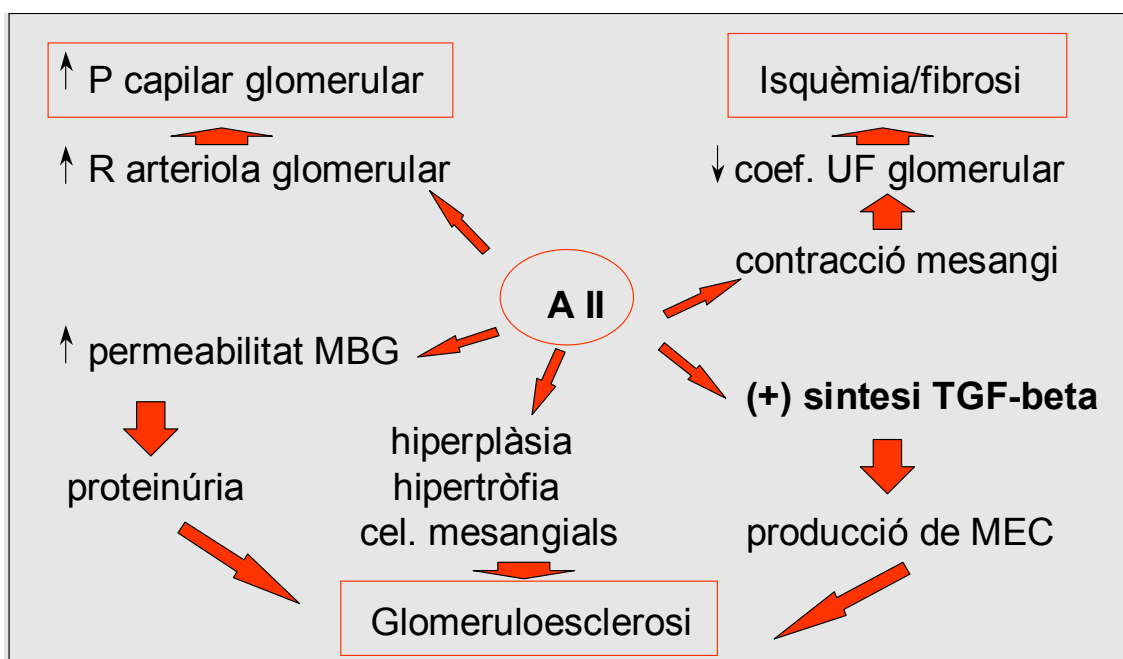 ↑ P capilar glomerular
Isquèmia/fibrosi
↑ R arteriola glomerular
↓ coef. UF glomerular
contracció mesangi
A II
↑ permeabilitat MBG
(+) sintesi TGF-beta
hiperplàsia
hipertròfia
cel. mesangials
proteinúria
producció de MEC
Glomeruloesclerosi